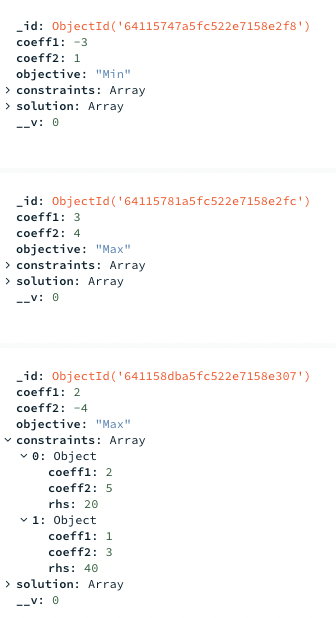 _id: ObjectId('64115747a5fc522e7158e2f8')
coeff1: -3
coeff2: 1
objective: "Min"
constraints: Array
solution: Array
__v: 0
_id: ObjectId('64115781a5fc522e7158e2fc')
coeff1: 3
coeff2: 4
objective: "Max"
constraints: Array
solution: Array
__v: 0
_id: ObjectId('641158dba5fc522e7158e307')
coeff1: 2
coeff2: -4
objective: "Max"
constraints: Array
0: Object
coeff1: 2
coeff2: 5
rhs: 20
1: Object
coeff1: 1
coeff2: 3
rhs: 40
solution: Array
__v: 0